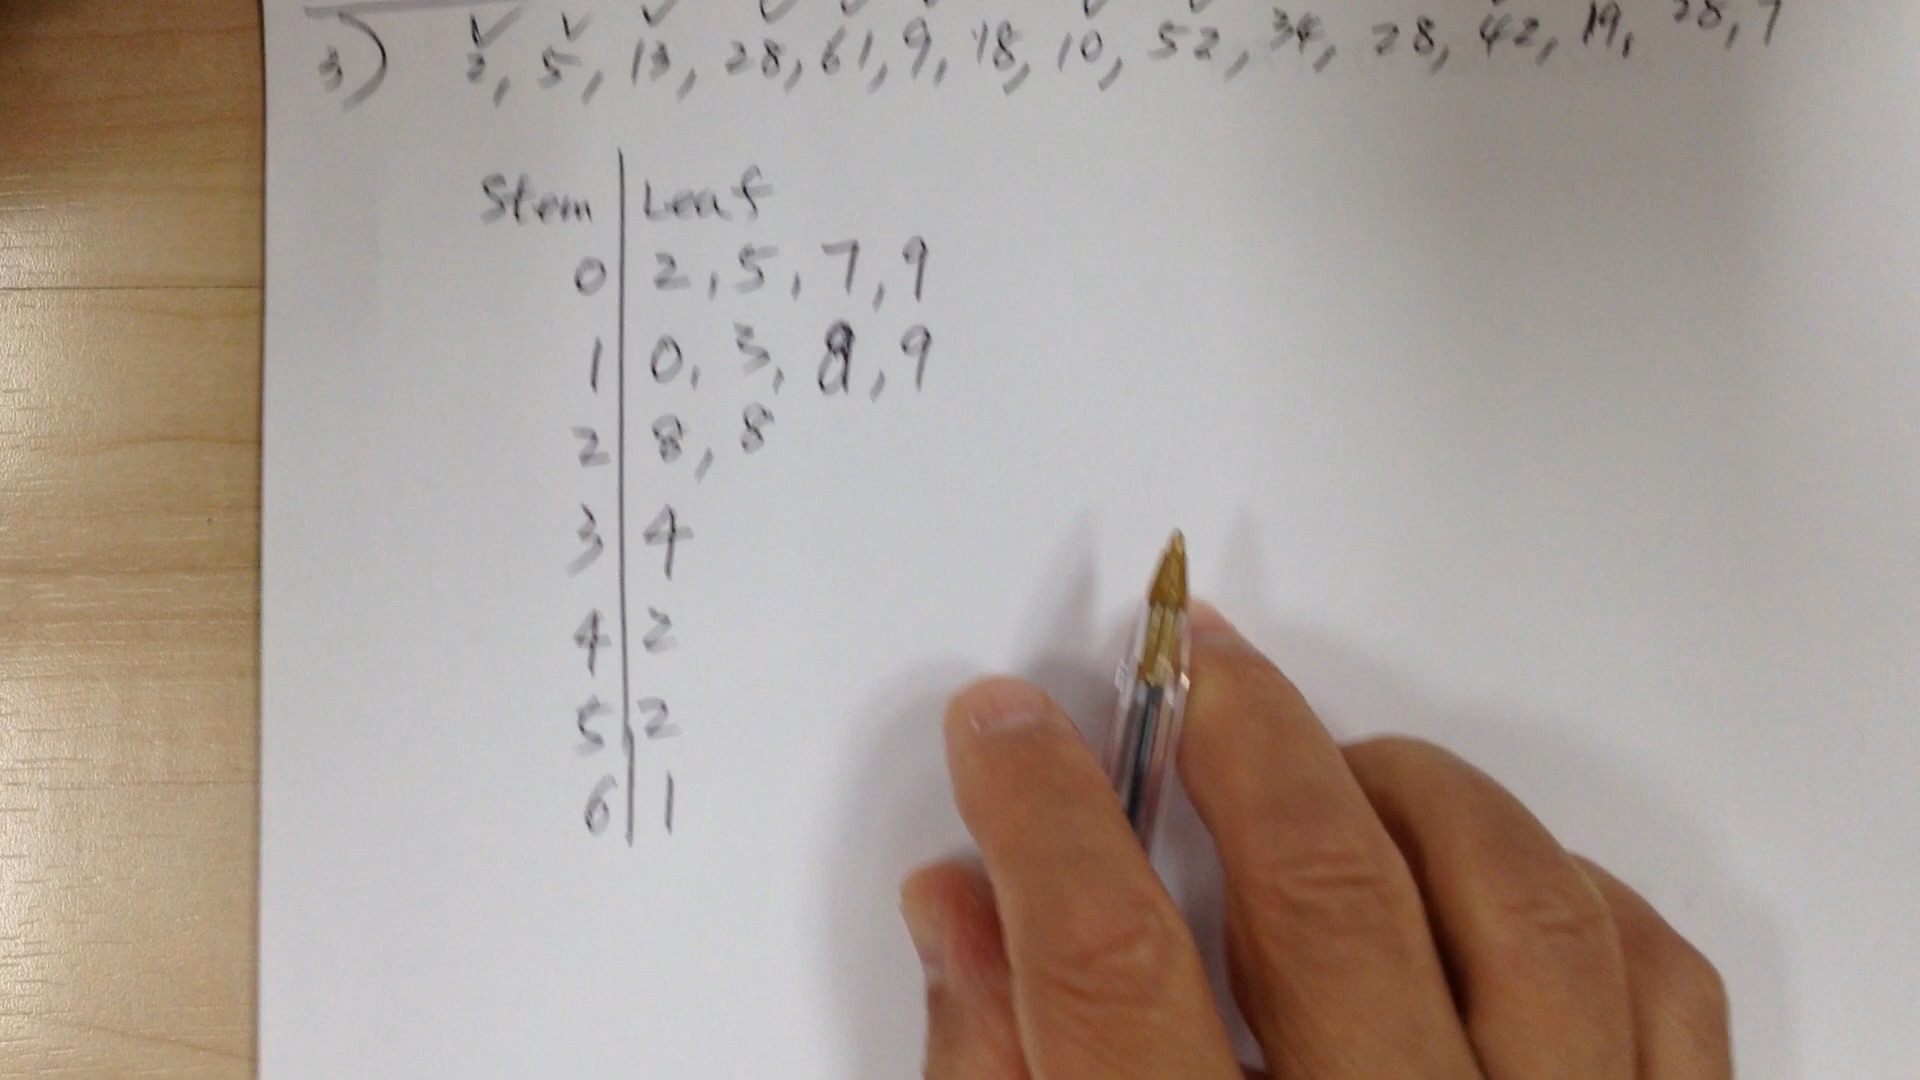 3) 2, 5, 13, 28, 61, 9, 18, 10, 52, 34, 28, 42, 19, 28, 7
Stem | Leaf
0 | 2, 5, 7, 9
1 | 0, 3, 8, 9
2 | 8, 8
3 | 4
4 | 2
5 | 2
6 | 1